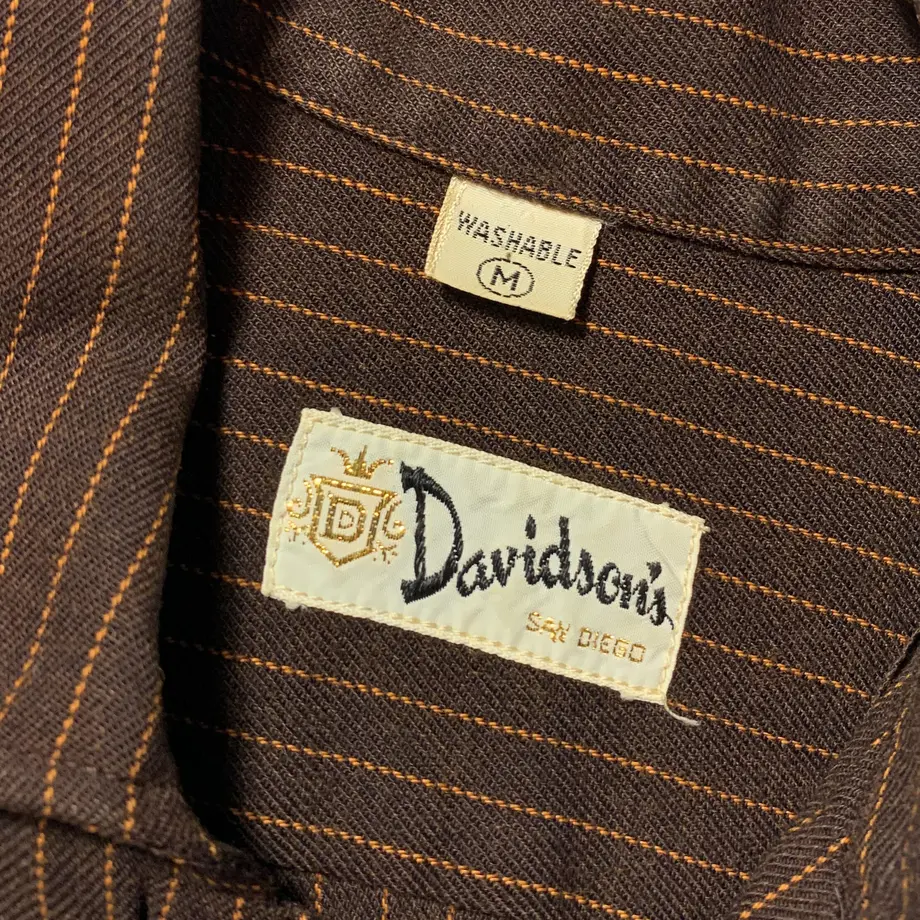 WASHABLE
M
D
Davidson's
SAN DIEGO